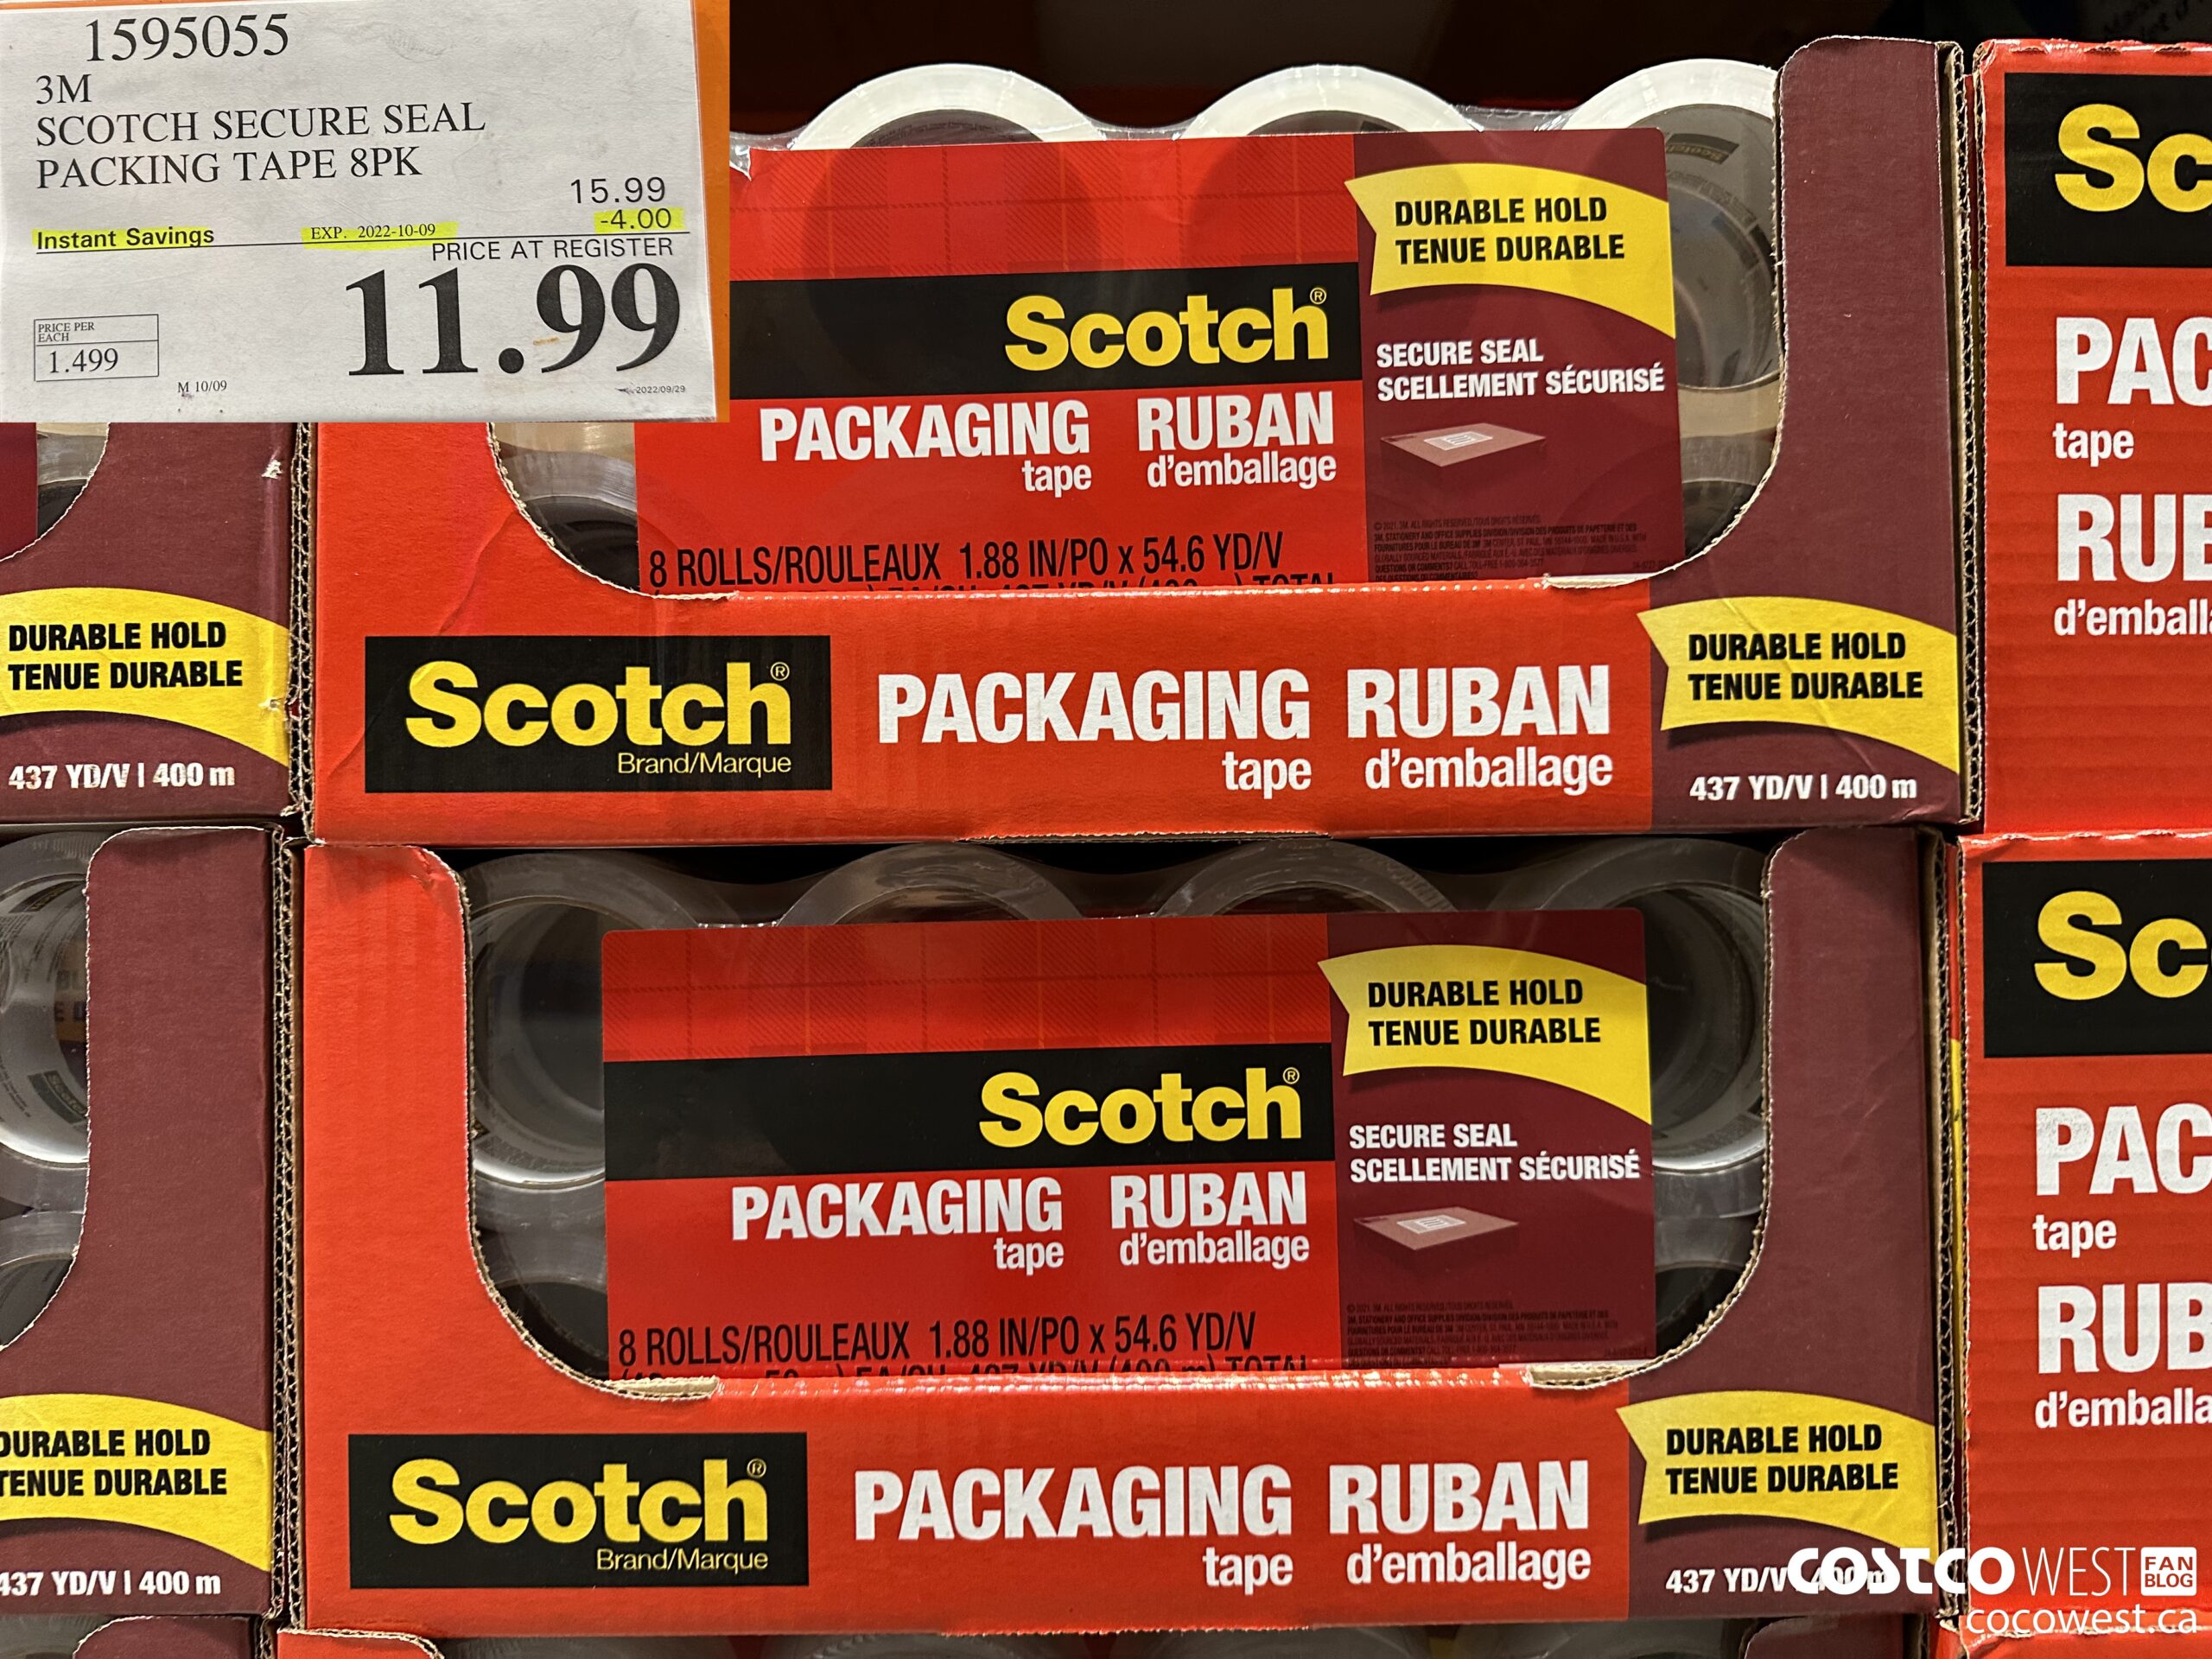 1595055
3M
SCOTCH SECURE SEAL
PACKING TAPE 8PK
15.99
Instant Savings EXP. 2022-10-09 -4.00
PRICE AT REGISTER
11.99
PRICE PER
EACH
1.499
M 10/09
2022/09/29
DURABLE HOLD
TENUE DURABLE
Scotch®
SECURE SEAL
SCELLEMENT SÉCURISÉ
PACKAGING RUBAN
tape d'emballage
8 ROLLS/ROULEAUX 1.88 IN/PO x 54.6 YD/V
DURABLE HOLD
TENUE DURABLE
437 YD/V | 400 m
Scotch®
Brand/Marque
PACKAGING RUBAN
tape d'emballage
DURABLE HOLD
TENUE DURABLE
437 YD/V | 400 m
Sc
PAC
tape
RUB
d'emballa
DURABLE HOLD
TENUE DURABLE
Scotch®
SECURE SEAL
SCELLEMENT SÉCURISÉ
PACKAGING RUBAN
tape d'emballage
8 ROLLS/ROULEAUX 1.88 IN/PO x 54.6 YD/V
DURABLE HOLD
TENUE DURABLE
437 YD/V | 400 m
Scotch®
Brand/Marque
PACKAGING RUBAN
tape d'emballage
DURABLE HOLD
TENUE DURABLE
437 YD/V
Sc
PAC
tape
RUB
d'emballa
COSTCO WEST FAN BLOG
cocowest.ca